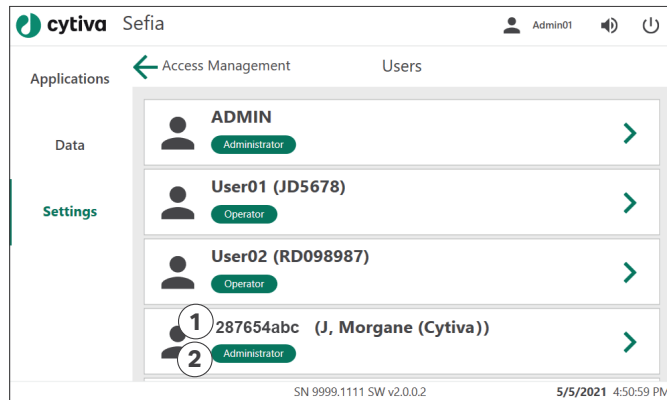 cytiva Sefia Admin01
Applications
Access Management Users
ADMIN
Administrator
Data
User01 (JD5678)
Operator
Settings
User02 (RD098987)
Operator
1 287654abc (J, Morgane (Cytiva))
2 Administrator
SN 9999.1111 SW v2.0.0.2 5/5/2021 4:50:59 PM